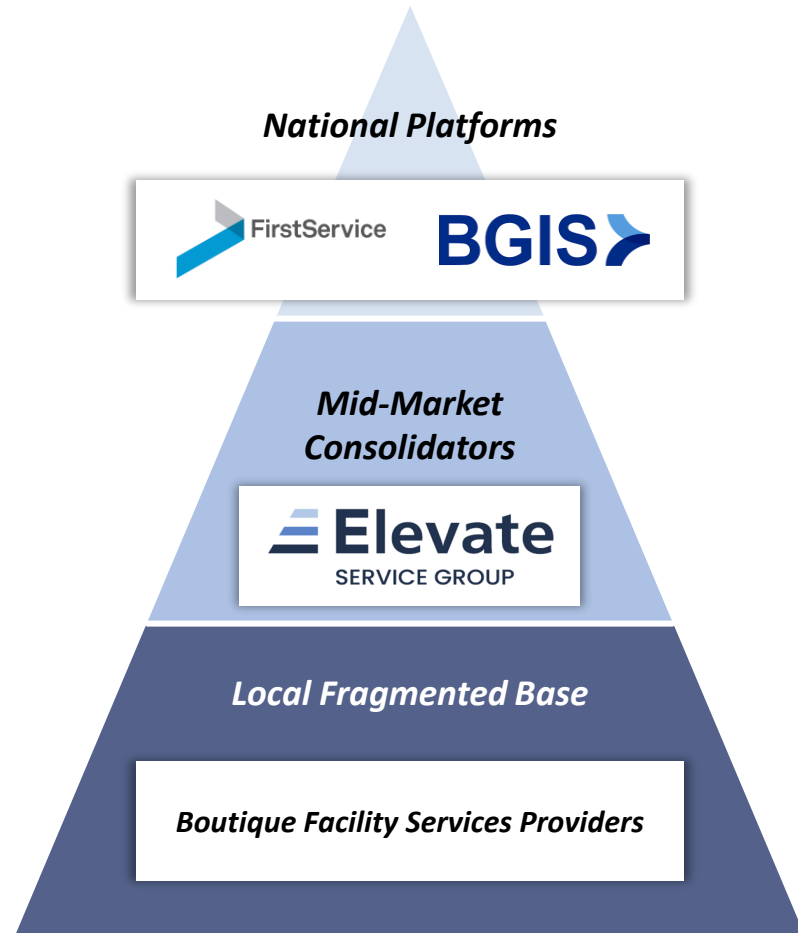 National Platforms
FirstService
BGIS
Mid-Market
Consolidators
Elevate
SERVICE GROUP
Local Fragmented Base
Boutique Facility Services Providers